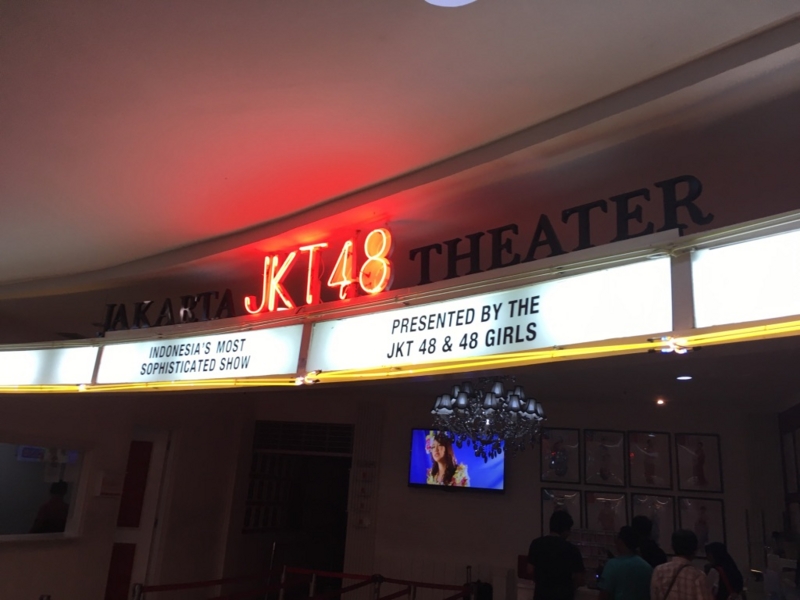 JAKARTA JKT48 THEATER
INDONESIA'S MOST
SOPHISTICATED SHOW
PRESENTED BY THE
JKT 48 & 48 GIRLS